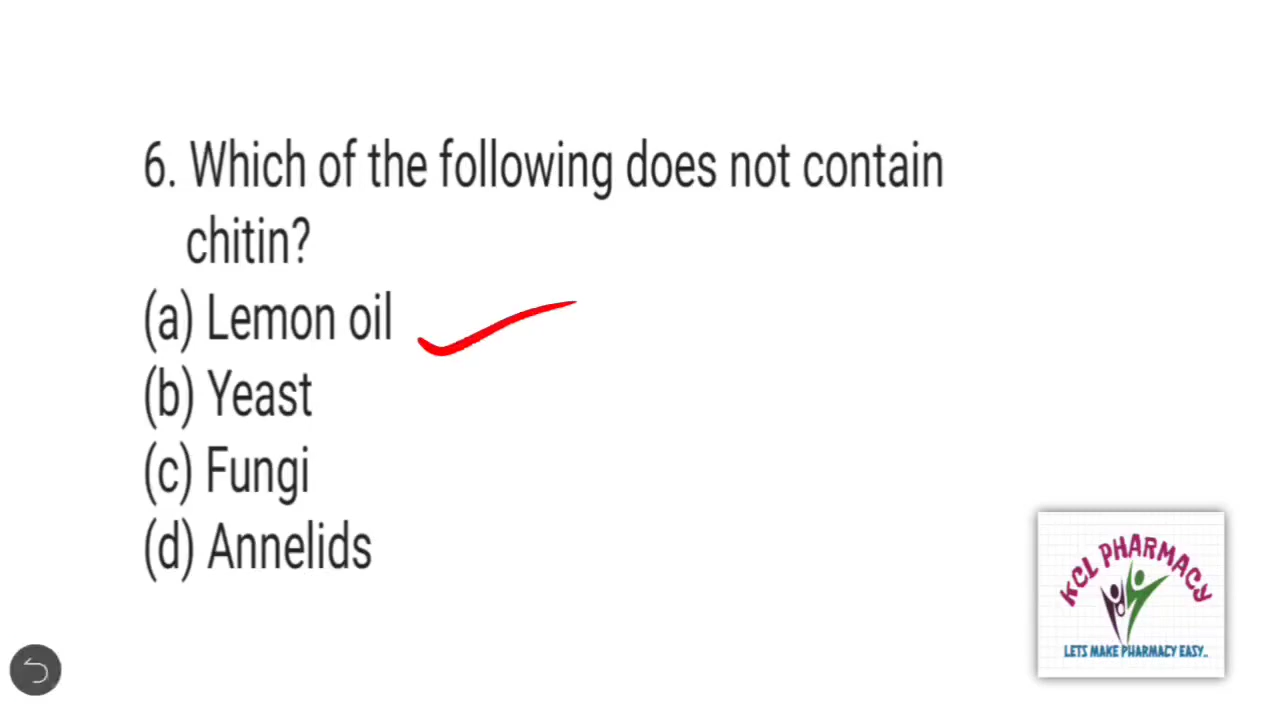 6. Which of the following does not contain
chitin?
(a) Lemon oil
(b) Yeast
(c) Fungi
(d) Annelids
KCL PHARMACY
LETS MAKE PHARMACY EASY..